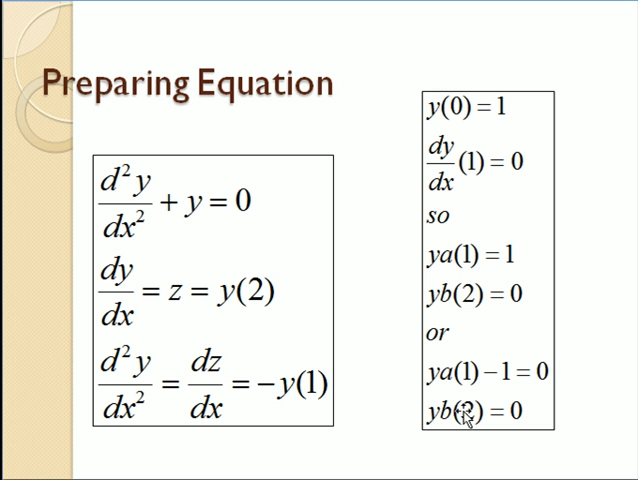 Preparing Equation
d²y/dx² + y = 0
dy/dx = z = y(2)
d²y/dx² = dz/dx = −y(1)
y(0) = 1
dy/dx (1) = 0
so
ya(1) = 1
yb(2) = 0
or
ya(1) − 1 = 0
yb(2) = 0